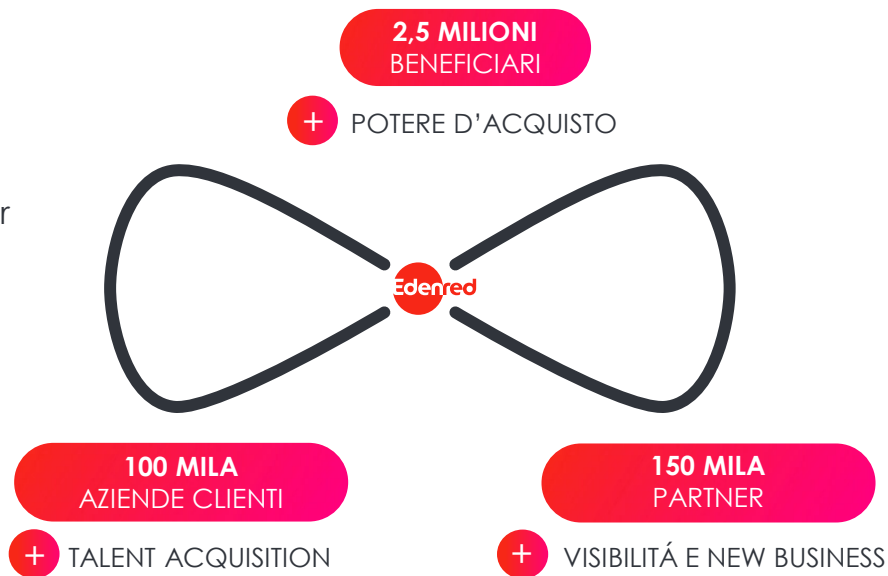 2,5 MILIONI
BENEFICIARI
+ POTERE D'ACQUISTO
r
Edenred
100 MILA
AZIENDE CLIENTI
+ TALENT ACQUISITION
150 MILA
PARTNER
+ VISIBILITÁ E NEW BUSINESS